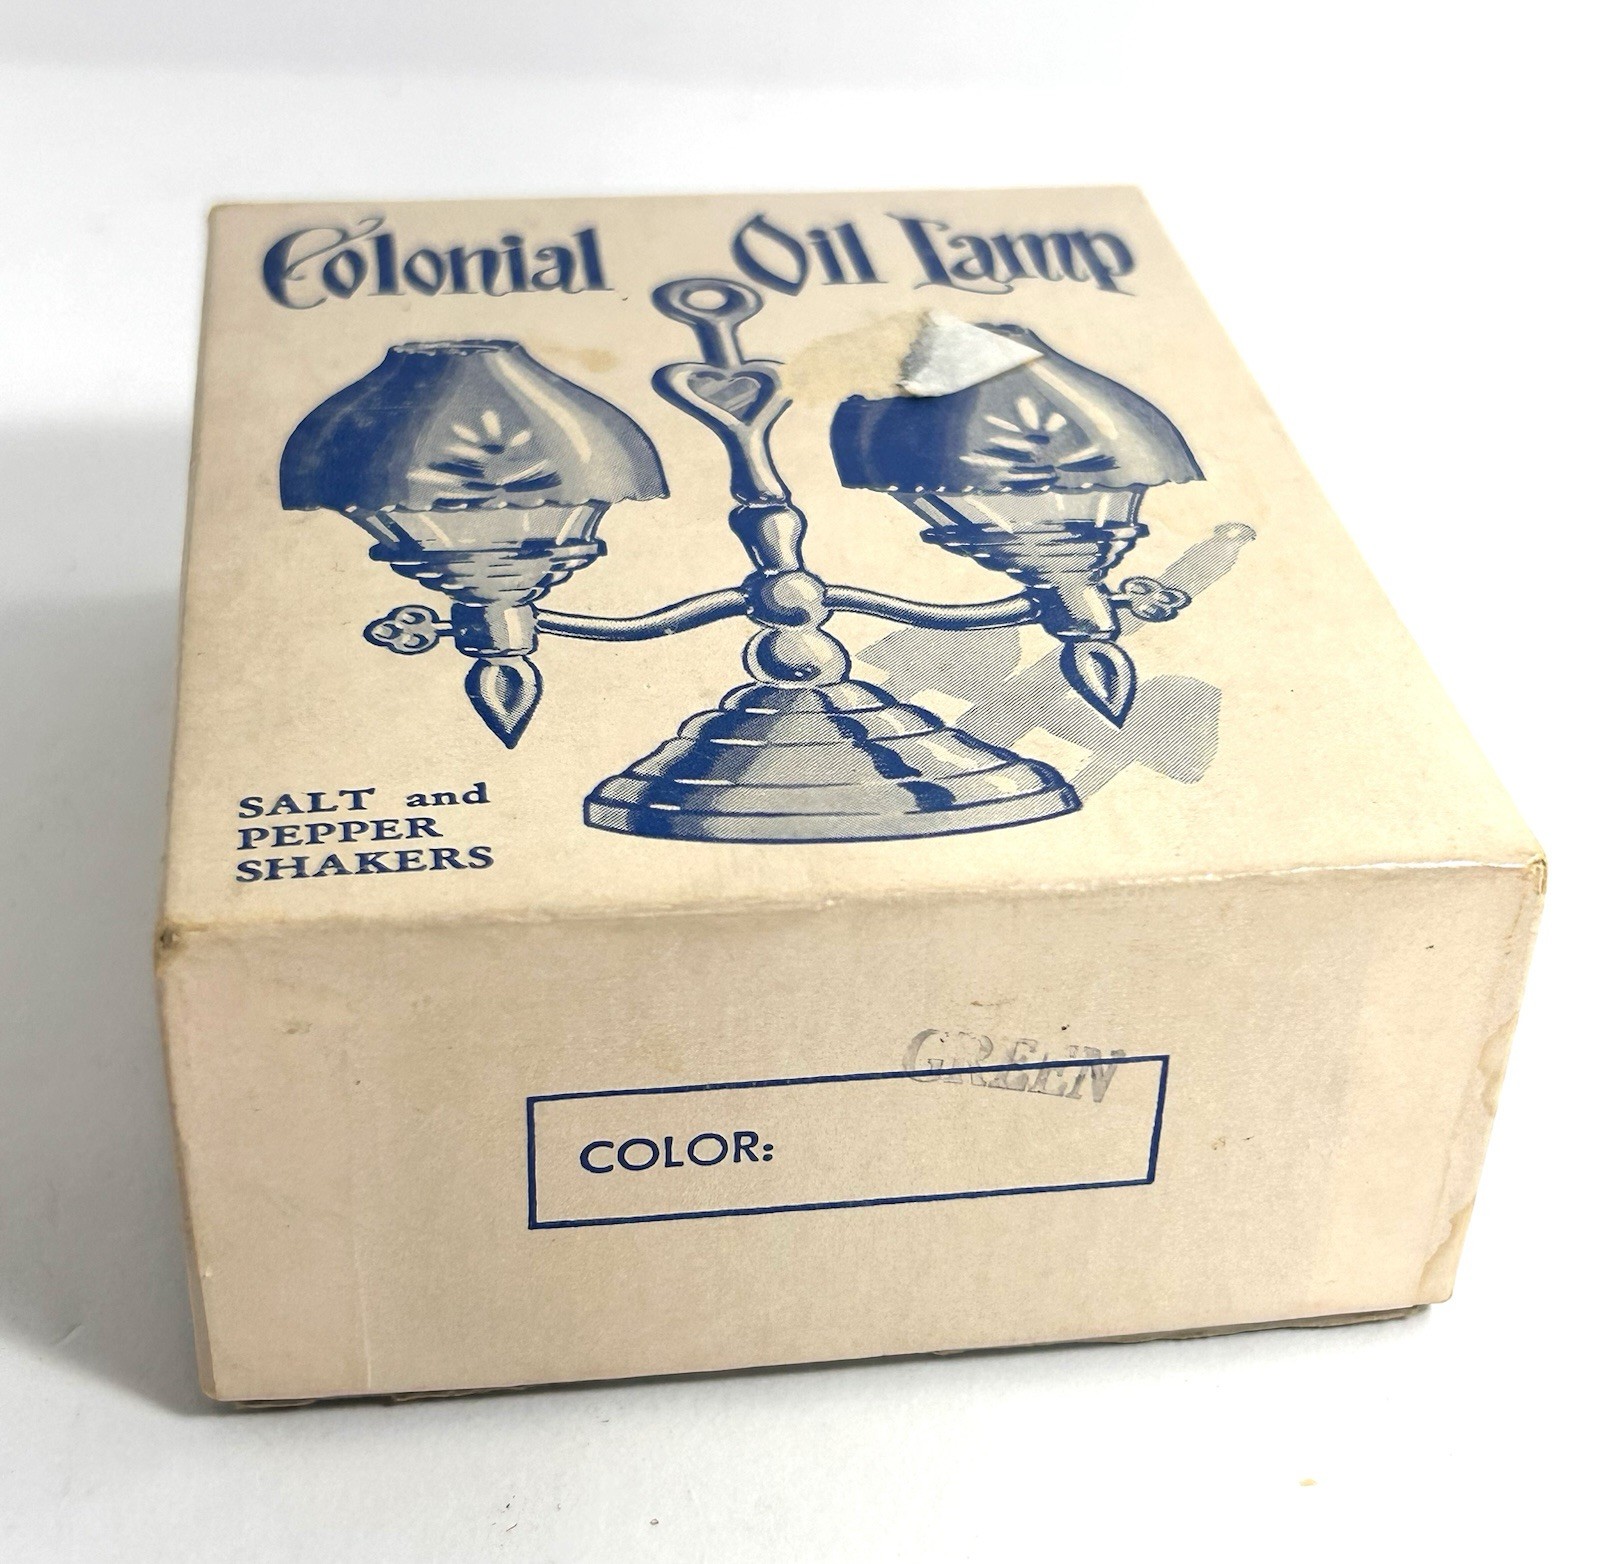 Colonial Oil Lamp
SALT and
PEPPER
SHAKERS
GREEN
COLOR: